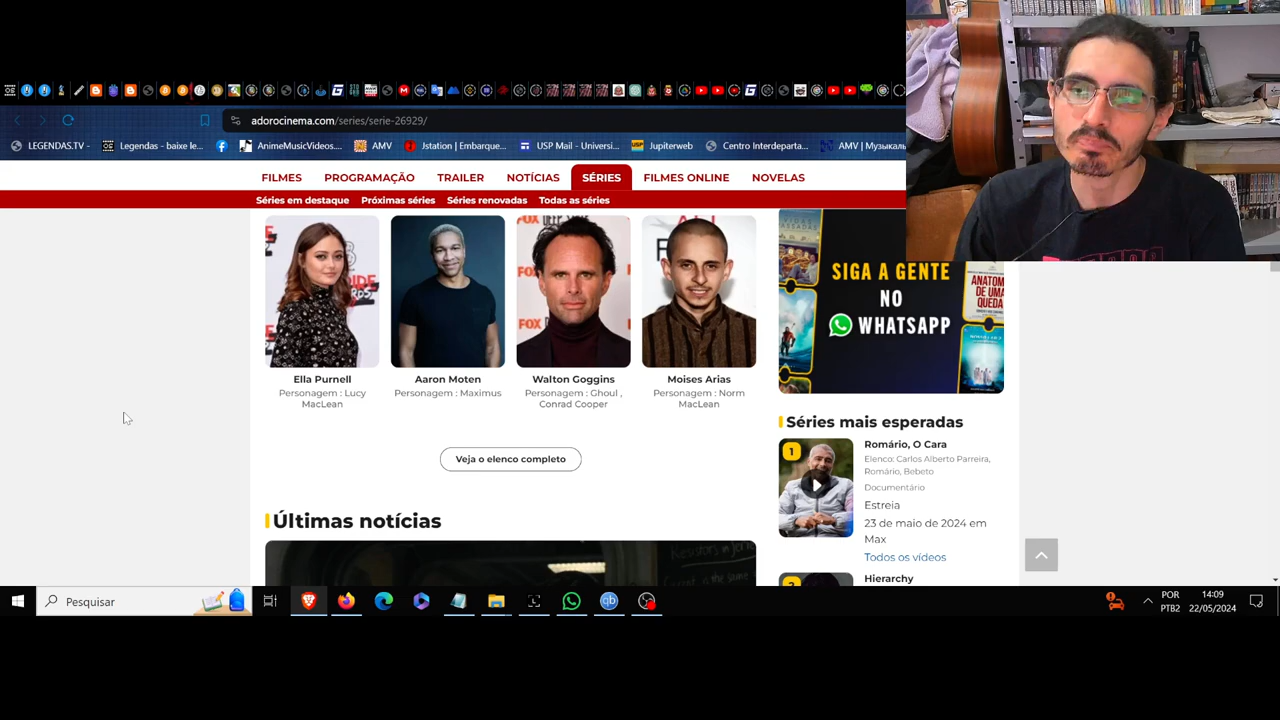 adorocinema.com/series/serie-26929/
LEGENDAS.TV -
Legendas - baixe le...
AnimeMusicVideos....
AMV
Jstation | Embarque...
USP Mail - Universi...
Jupiterweb
Centro Interdeparta...
AMV | Музыкаль
FILMES
PROGRAMAÇÃO
TRAILER
NOTÍCIAS
SÉRIES
FILMES ONLINE
NOVELAS
Séries em destaque
Próximas séries
Séries renovadas
Todas as séries
Ella Purnell
Personagem : Lucy
MacLean
Aaron Moten
Personagem : Maximus
Walton Goggins
Personagem : Ghoul ,
Conrad Cooper
Moises Arias
Personagem : Norm
MacLean
Veja o elenco completo
Últimas notícias
SIGA A GENTE
NO
WHATSAPP
ANATOM
DE UMA
QUEDA
Séries mais esperadas
1
Romário, O Cara
Elenco: Carlos Alberto Parreira,
Romário, Bebeto
Documentário
Estreia
23 de maio de 2024 em
Max
Todos os vídeos
Hierarchy
Pesquisar
POR
PTB2
14:09
22/05/2024